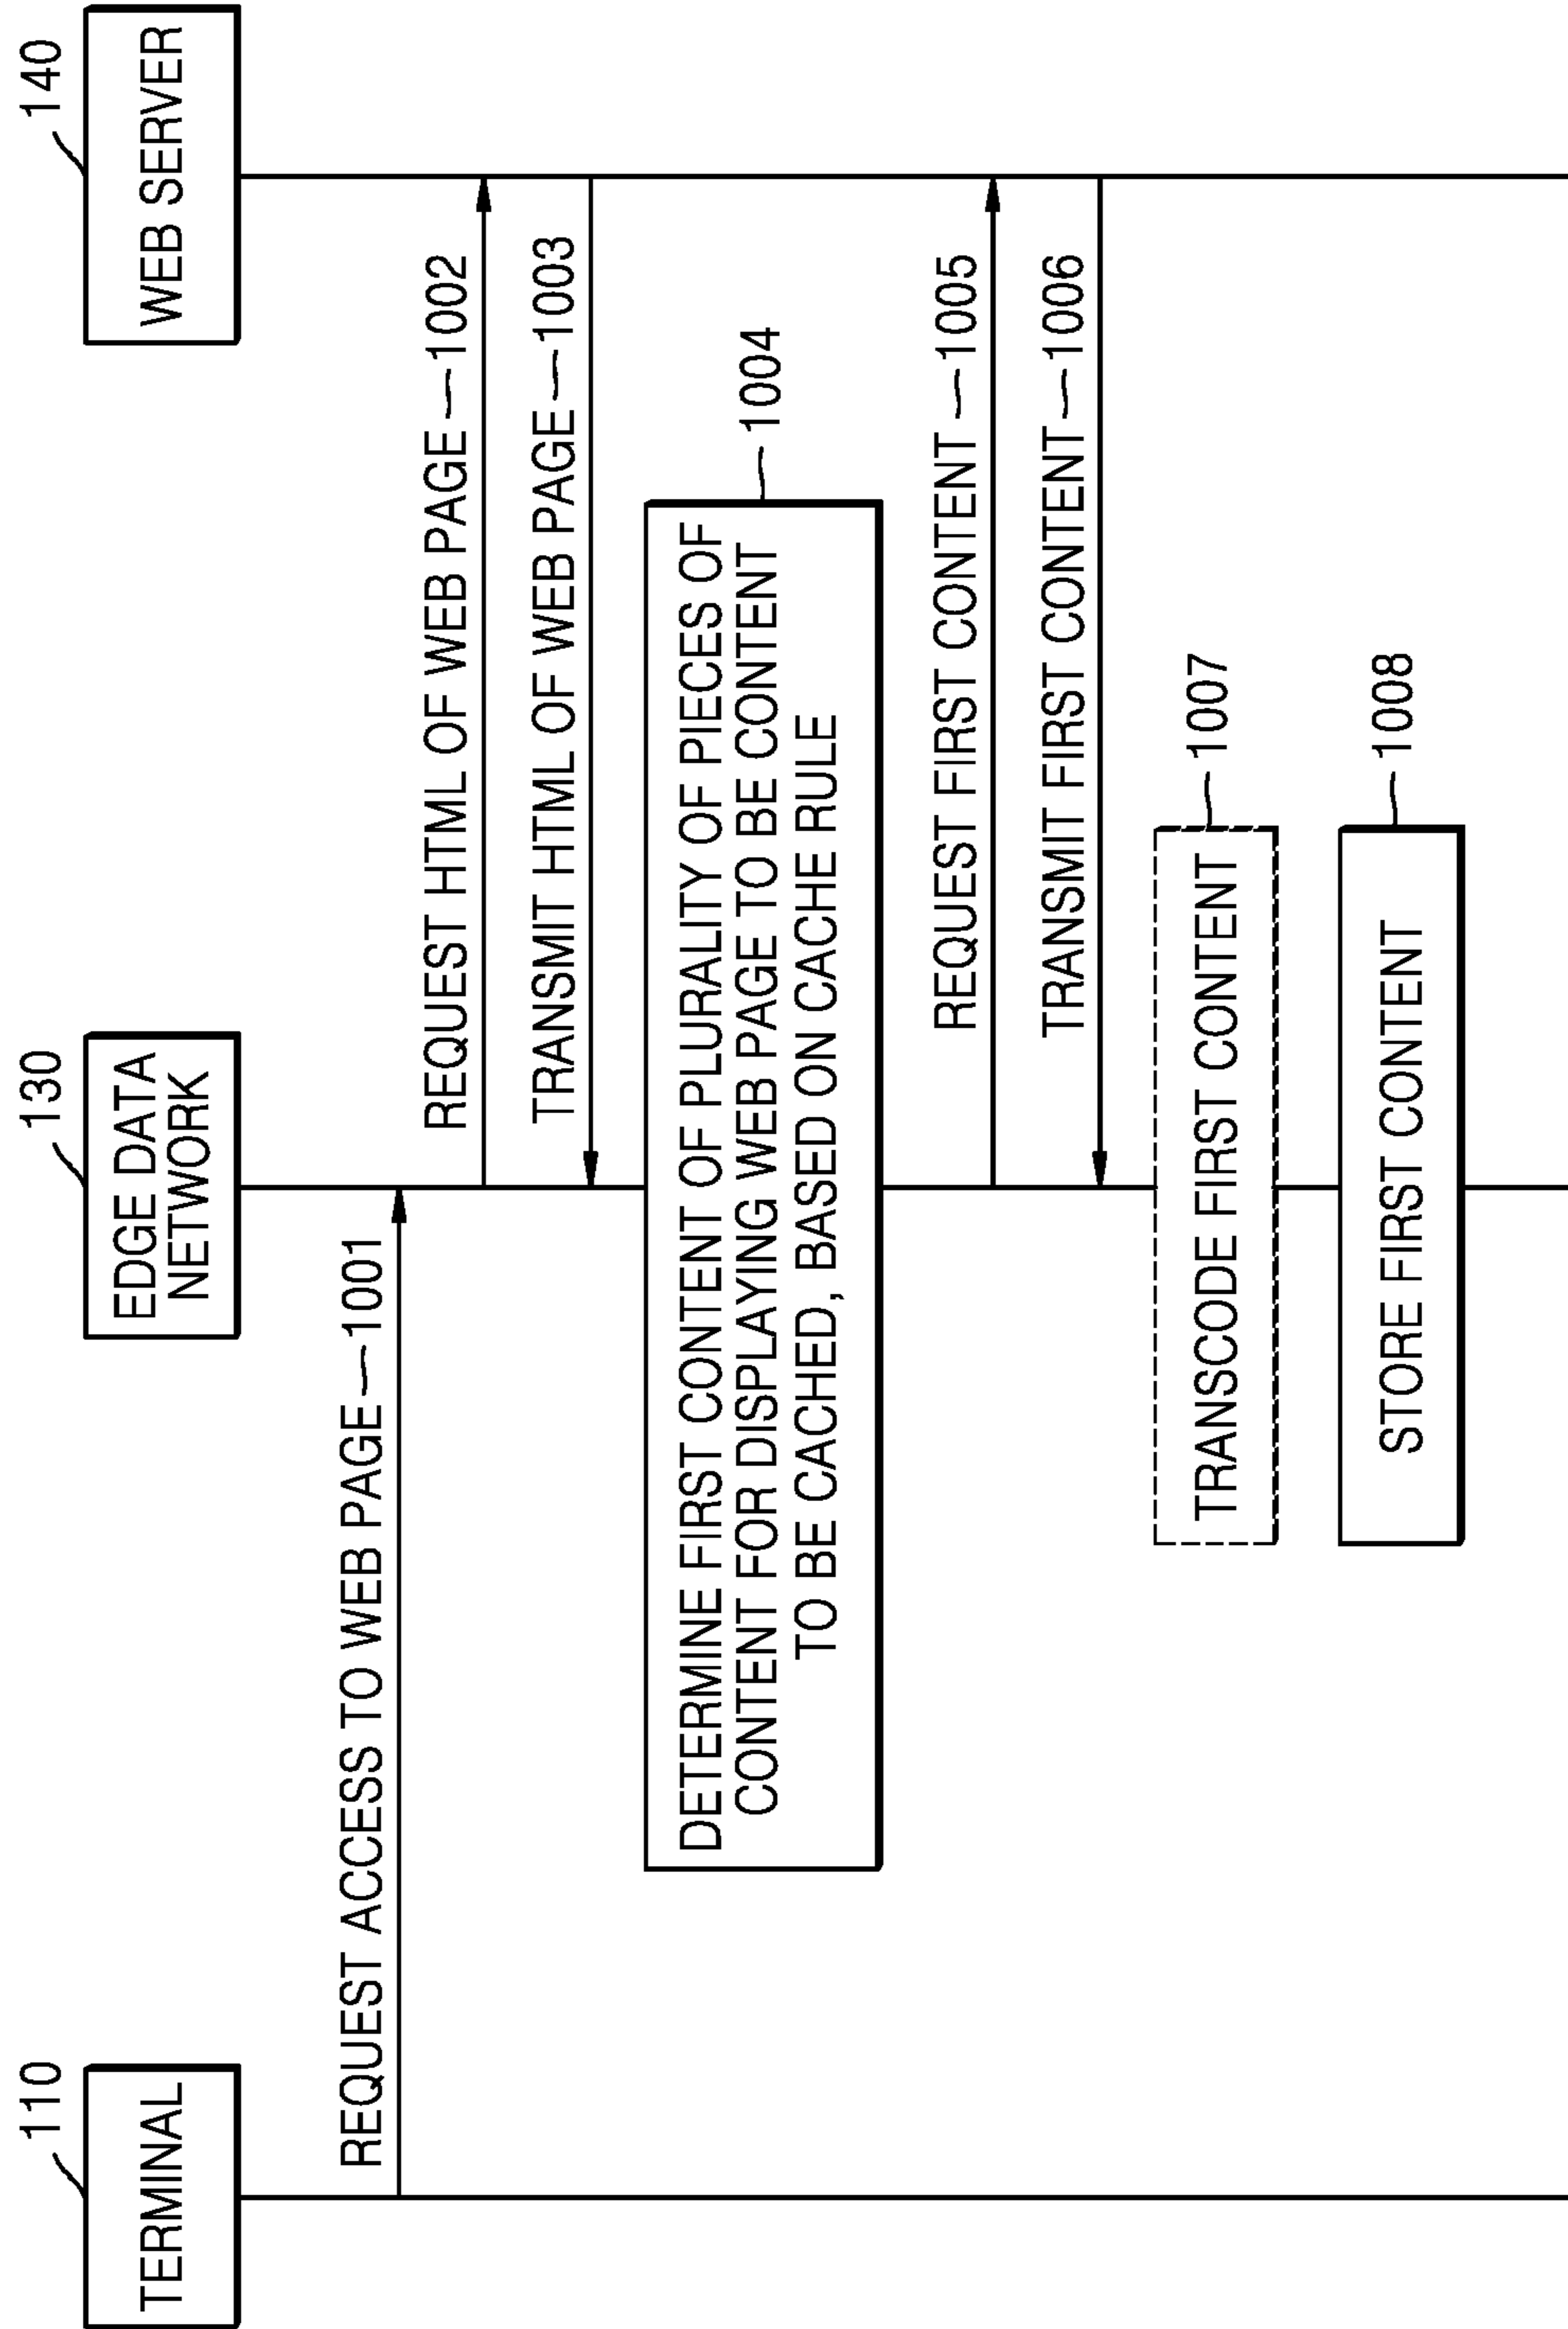 110
TERMINAL
130
EDGE DATA
NETWORK
140
WEB SERVER
REQUEST ACCESS TO WEB PAGE 1001
REQUEST HTML OF WEB PAGE 1002
TRANSMIT HTML OF WEB PAGE 1003
DETERMINE FIRST CONTENT OF PLURALITY OF PIECES OF
CONTENT FOR DISPLAYING WEB PAGE TO BE CONTENT
TO BE CACHED, BASED ON CACHE RULE
1004
REQUEST FIRST CONTENT 1005
TRANSMIT FIRST CONTENT 1006
TRANSCODE FIRST CONTENT
1007
STORE FIRST CONTENT
1008